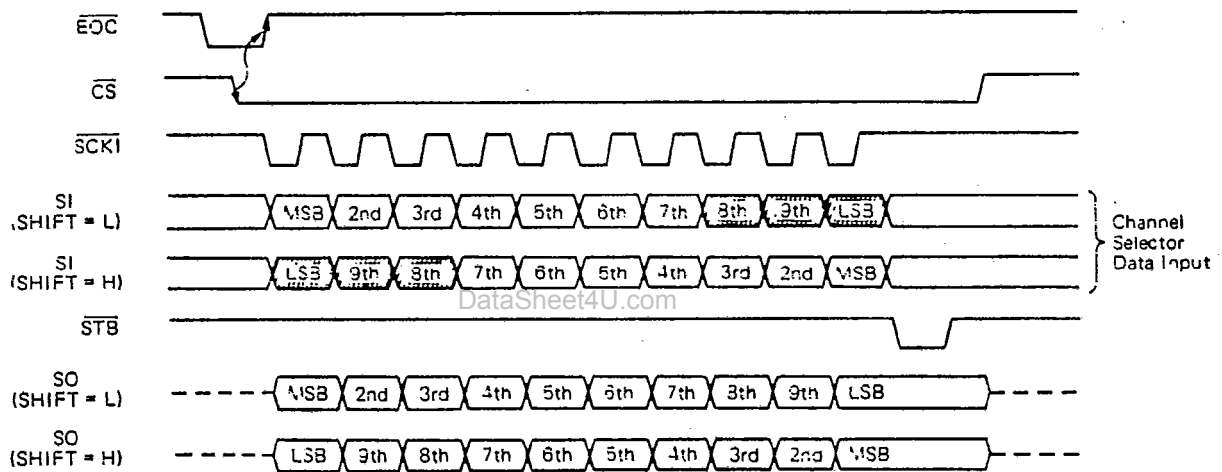 EOC
CS
SCKI
SI
(SHIFT = L)
MSB 2nd 3rd 4th 5th 6th 7th 8th 9th LSB
SI
(SHIFT = H)
LSB 9th 8th 7th 6th 5th 4th 3rd 2nd MSB
Channel
Selector
Data Input
DataSheet4U.com
STB
SO
(SHIFT = L)
MSB 2nd 3rd 4th 5th 6th 7th 8th 9th LSB
SO
(SHIFT = H)
LSB 9th 8th 7th 6th 5th 4th 3rd 2nd MSB